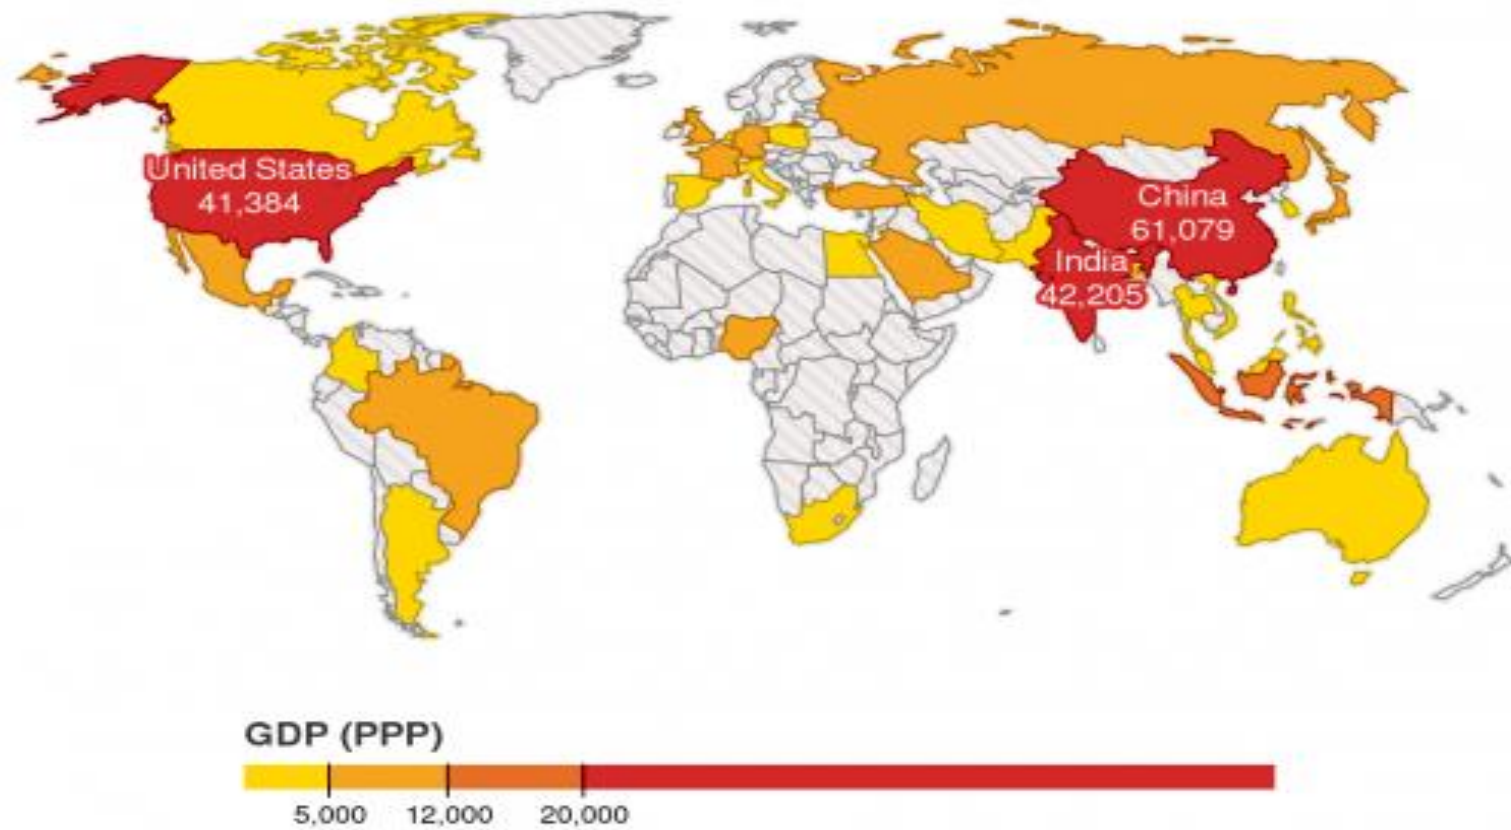 United States
41,384
China
61,079
India
42,205
GDP (PPP)
5,000 12,000 20,000